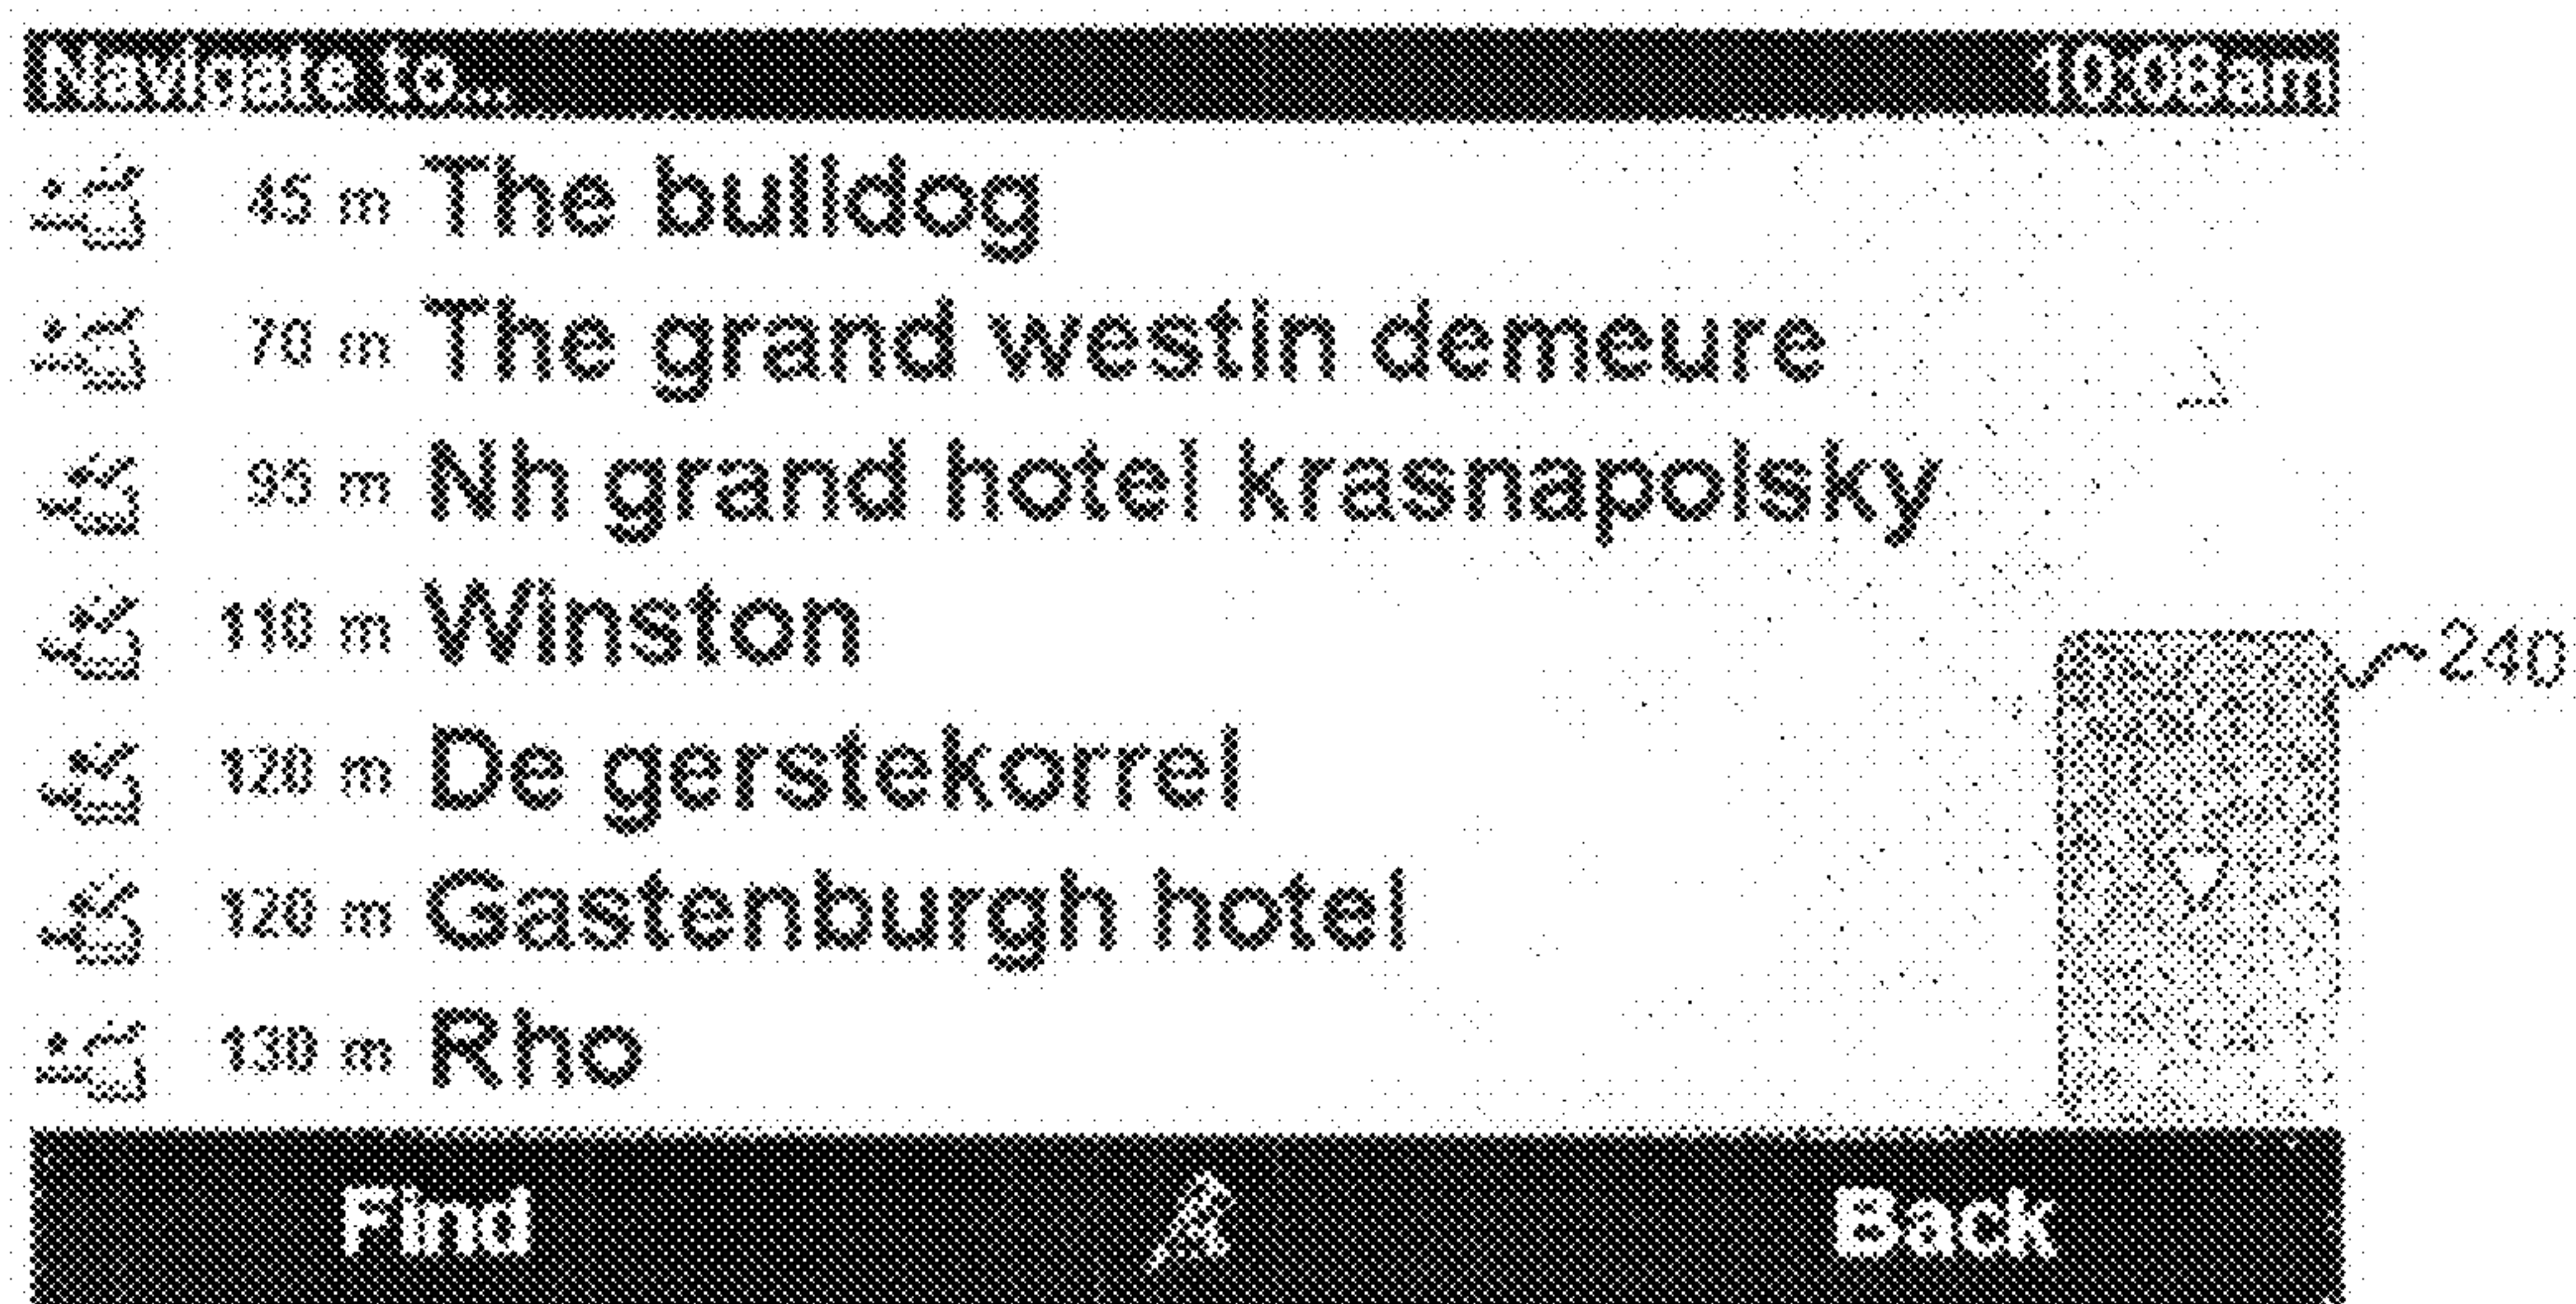 Navigate to... 10:08am
45 m The bulldog
70 m The grand westin demeure
95 m Nh grand hotel krasnapolsky
110 m Winston
240
120 m De gerstekorrel
120 m Gastenburgh hotel
130 m Rho
Find Back